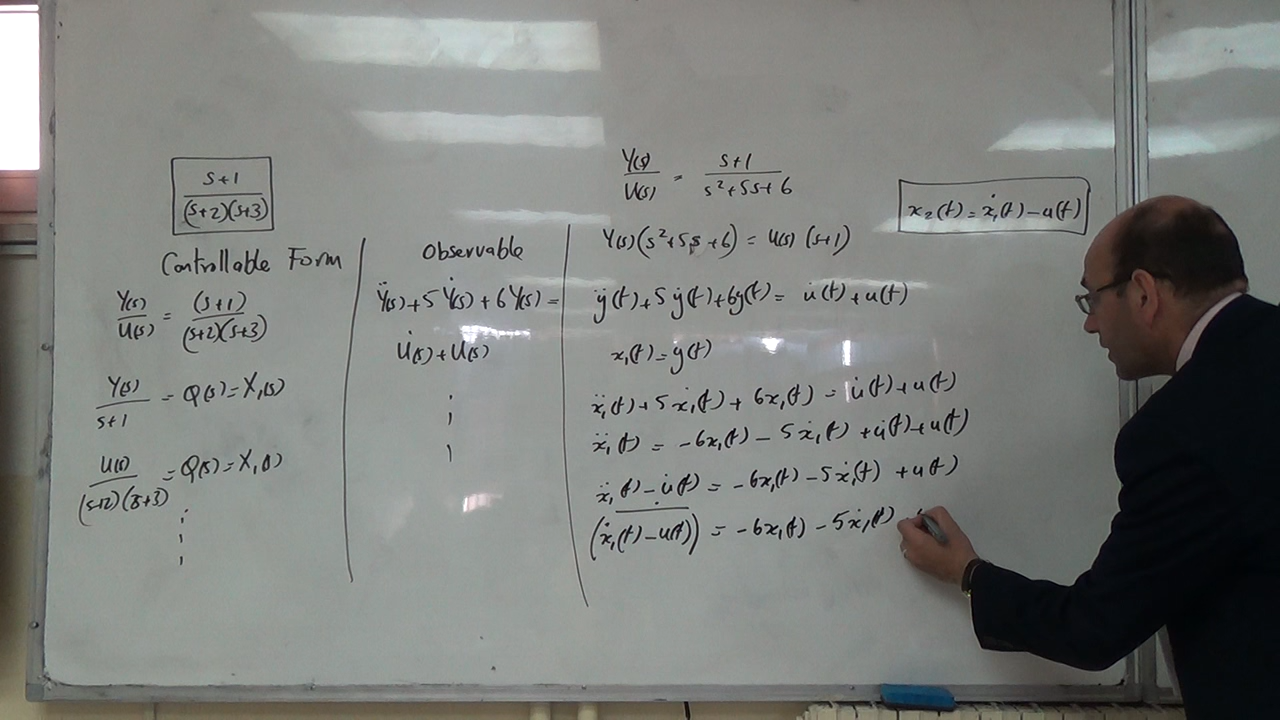 s+1
(s+2)(s+3)
Controllable Form
Y(s)/U(s) = (s+1)/(s+2)(s+3)
Y(s)/s+1 = Q(s) = X₁(s)
U(s)/(s+2)(s+3) = Q(s) = X₁(s)
Observable
Ÿ(s)+5Ẏ(s)+6Y(s)=
U̇(s)+U(s)
Y(s)/U(s) = s+1/s²+5s+6
Y(s)(s²+5s+6) = U(s)(s+1)
ÿ(t)+5ẏ(t)+6y(t) = u̇(t)+u(t)
x₁(t)=y(t)
ẍ₁(t)+5ẋ₁(t)+6x₁(t) = u̇(t)+u(t)
ẍ₁(t) = -6x₁(t) - 5ẋ₁(t) + u̇(t)+u(t)
ẍ₁(t) - u̇(t) = -6x₁(t) - 5ẋ₁(t) + u(t)
(ẋ₁(t) - u(t))˙ = -6x₁(t) - 5ẋ₁(t)
x₂(t) = ẋ₁(t) - u(t)